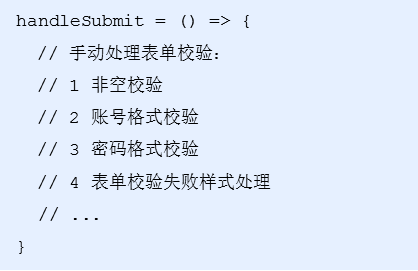 handleSubmit = () => {
  // 手动处理表单校验：
  // 1 非空校验
  // 2 账号格式校验
  // 3 密码格式校验
  // 4 表单校验失败样式处理
  // ...
}